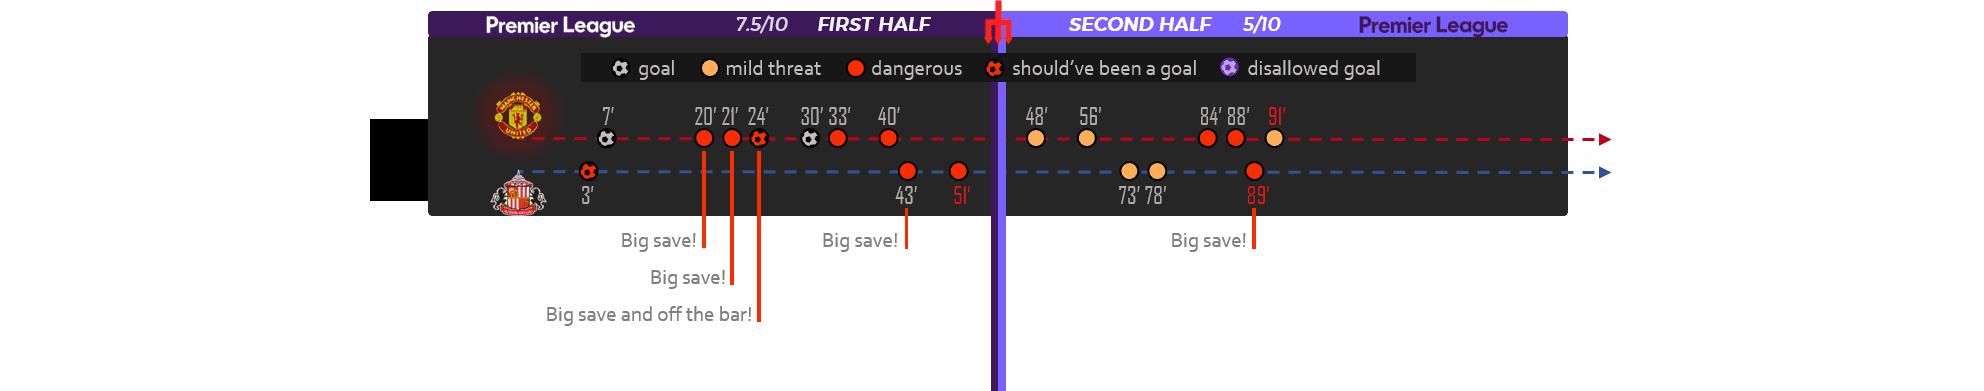 Premier League 7.5/10 FIRST HALF SECOND HALF 5/10 Premier League
goal mild threat dangerous should've been a goal disallowed goal
MANCHESTER
UNITED
7' 20' 21' 24' 30' 33' 40' 48' 56' 84' 88' 91'
3' 43' 51' 73' 78' 89'
Big save! Big save! Big save!
Big save!
Big save and off the bar!